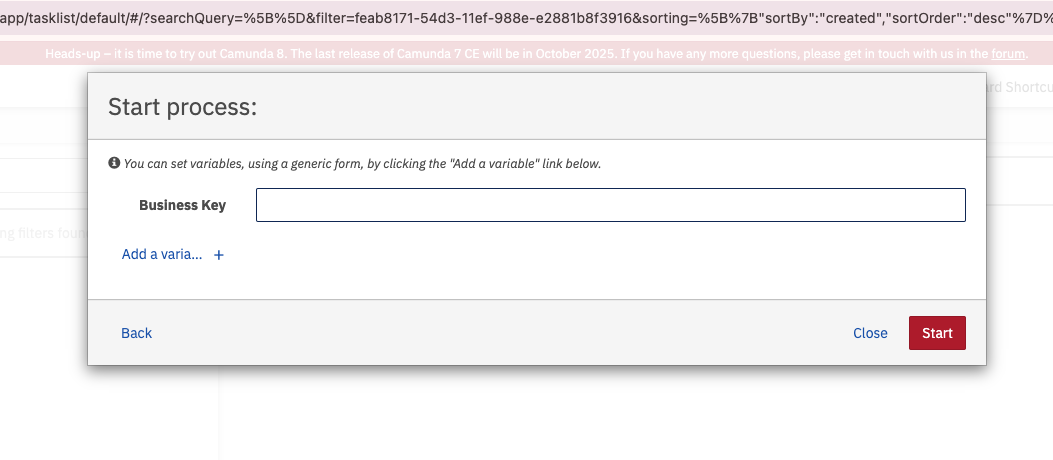 app/tasklist/default/#/?searchQuery=%5B%5D&filter=feab8171-54d3-11ef-988e-e2881b8f3916&sorting=%5B%7B"sortBy":"created","sortOrder":"desc"%7D%
Heads-up – it is time to try out Camunda 8. The last release of Camunda 7 CE will be in October 2025. If you have any more questions, please get in touch with us in the forum.
Start process:
rd Shortcu
You can set variables, using a generic form, by clicking the "Add a variable" link below.
Business Key
ng filters foun
Add a varia... +
Back
Close
Start